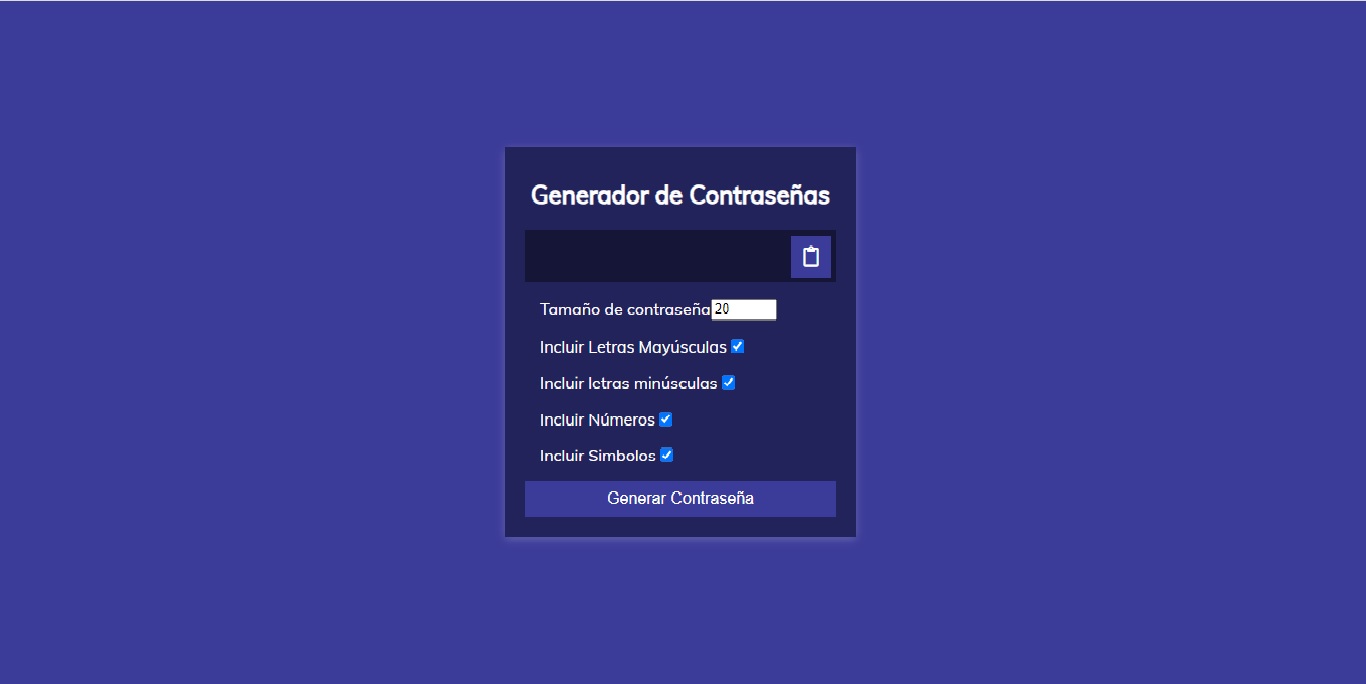 Generador de Contraseñas
Tamaño de contraseña 20
Incluir Letras Mayúsculas
Incluir letras minúsculas
Incluir Números
Incluir Simbolos
Generar Contraseña